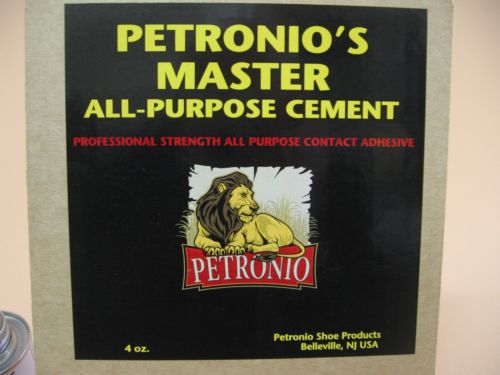 PETRONIO'S
MASTER
ALL-PURPOSE CEMENT
PROFESSIONAL STRENGTH ALL PURPOSE CONTACT ADHESIVE
PETRONIO
4 oz.
Petronio Shoe Products
Belleville, NJ USA